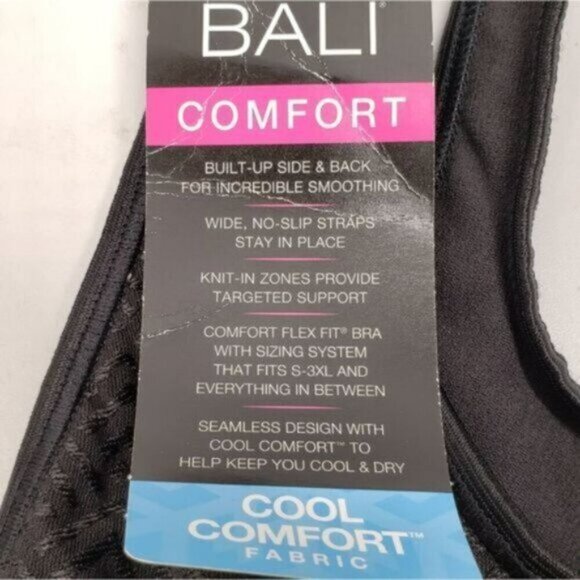 BALI®
COMFORT
BUILT-UP SIDE & BACK
FOR INCREDIBLE SMOOTHING
WIDE, NO-SLIP STRAPS
STAY IN PLACE
KNIT-IN ZONES PROVIDE
TARGETED SUPPORT
COMFORT FLEX FIT® BRA
WITH SIZING SYSTEM
THAT FITS S-3XL AND
EVERYTHING IN BETWEEN
SEAMLESS DESIGN WITH
COOL COMFORT™ TO
HELP KEEP YOU COOL & DRY
COOL
COMFORT™
FABRIC